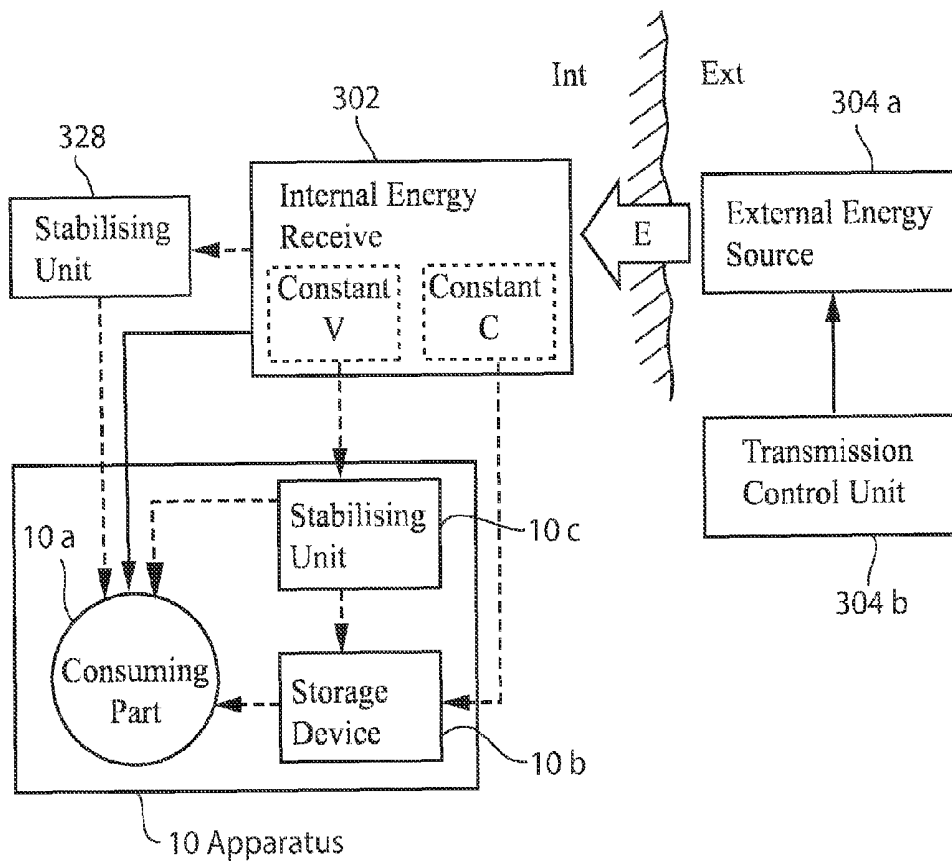 Int
Ext
302
304 a
328
Stabilising
Unit
Internal Energy
Receive
Constant
V
Constant
C
E
External Energy
Source
Transmission
Control Unit
304 b
10 a
Stabilising
Unit
10 c
Consuming
Part
Storage
Device
10 b
10 Apparatus